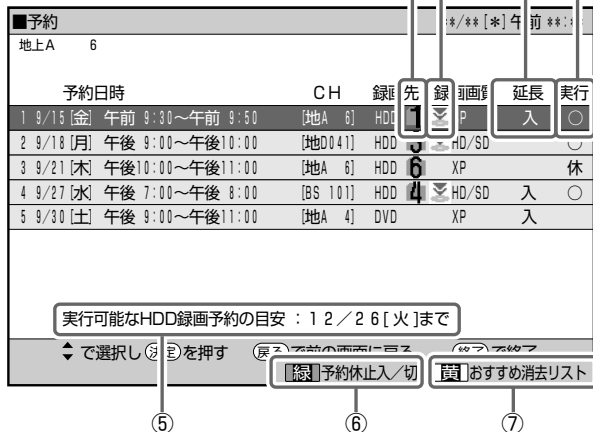 ■予約 **/** [*] 午前 **:**
地上A 6
予約日時 CH 録画先 録画画質 延長 実行
1 9/15 [金] 午前 9:30～午前 9:50 [地A 6] HDD 1 XP 入 ○
2 9/18 [月] 午後 9:00～午後10:00 [地D041] HDD HD/SD ○
3 9/21 [木] 午後10:00～午後11:00 [地A 6] HDD 6 XP 休
4 9/27 [水] 午後 7:00～午後 8:00 [BS 101] HDD 4 HD/SD 入 ○
5 9/30 [土] 午後 9:00～午後11:00 [地A 4] DVD XP 入
実行可能なHDD録画予約の目安 : 12/26[火]まで
で選択し 決定 を押す 戻る で前の画面に戻る 終了 で終了
緑 予約休止入/切 黄 おすすめ消去リスト
⑤ ⑥ ⑦